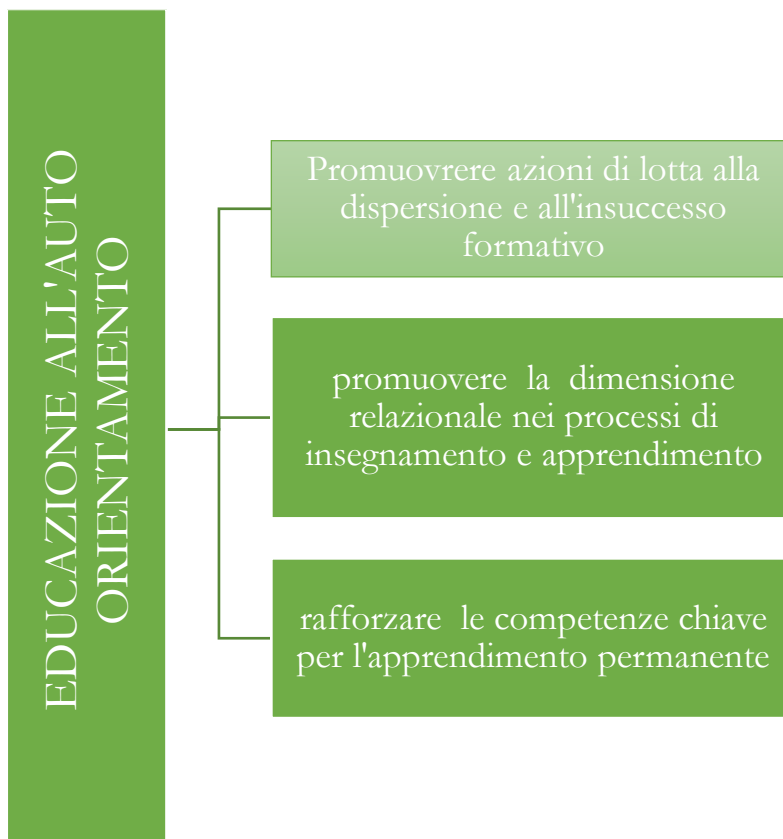 EDUCAZIONE ALL'AUTO
ORIENTAMENTO
Promuovrere azioni di lotta alla
dispersione e all'insuccesso
formativo
promuovere la dimensione
relazionale nei processi di
insegnamento e apprendimento
rafforzare le competenze chiave
per l'apprendimento permanente